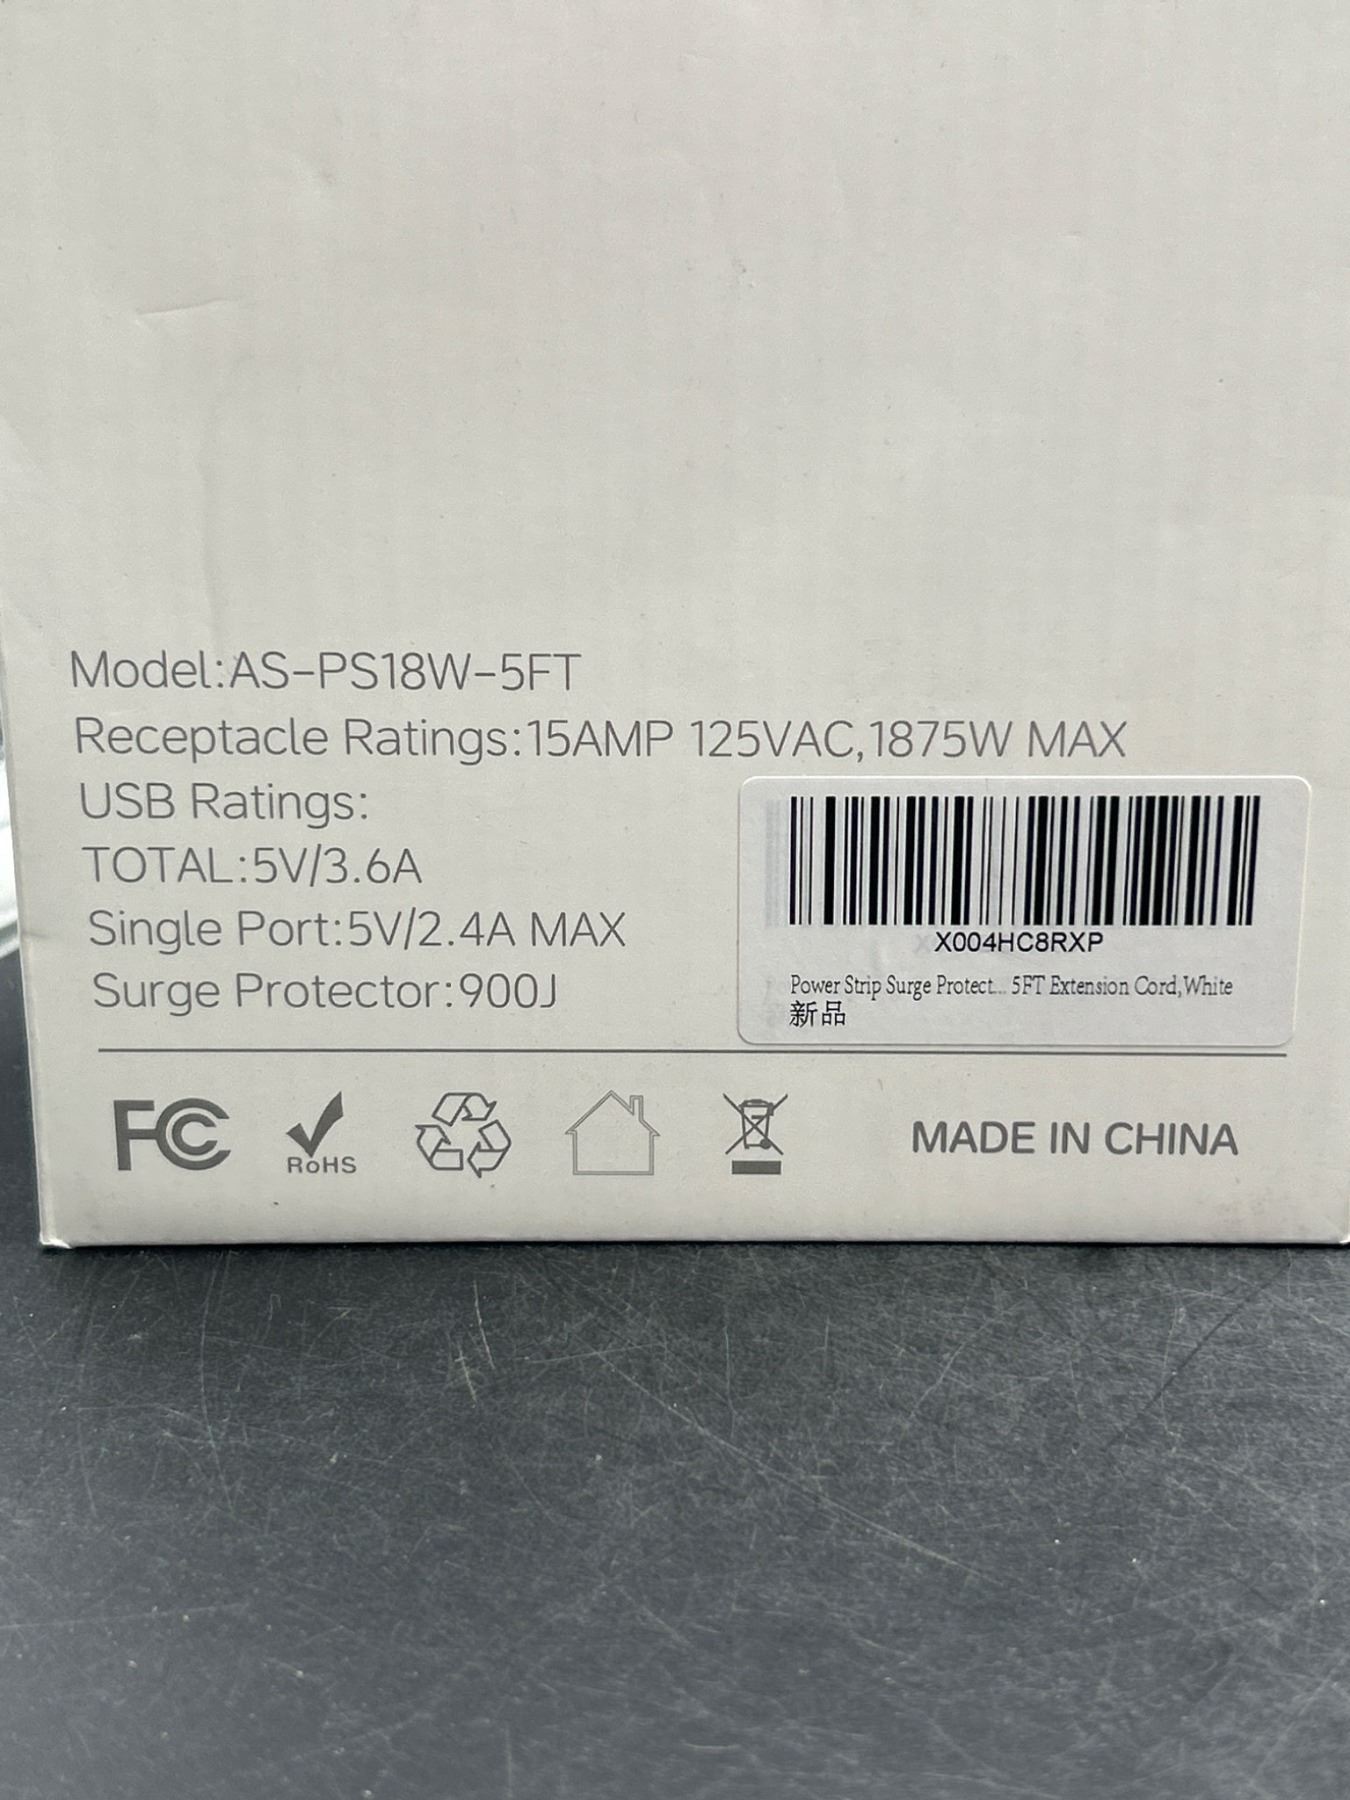 Model:AS-PS18W-5FT
Receptacle Ratings:15AMP 125VAC,1875W MAX
USB Ratings:
TOTAL:5V/3.6A
Single Port:5V/2.4A MAX
Surge Protector:900J
X004HC8RXP
Power Strip Surge Protect... 5FT Extension Cord,White
新品
FC
RoHS
MADE IN CHINA